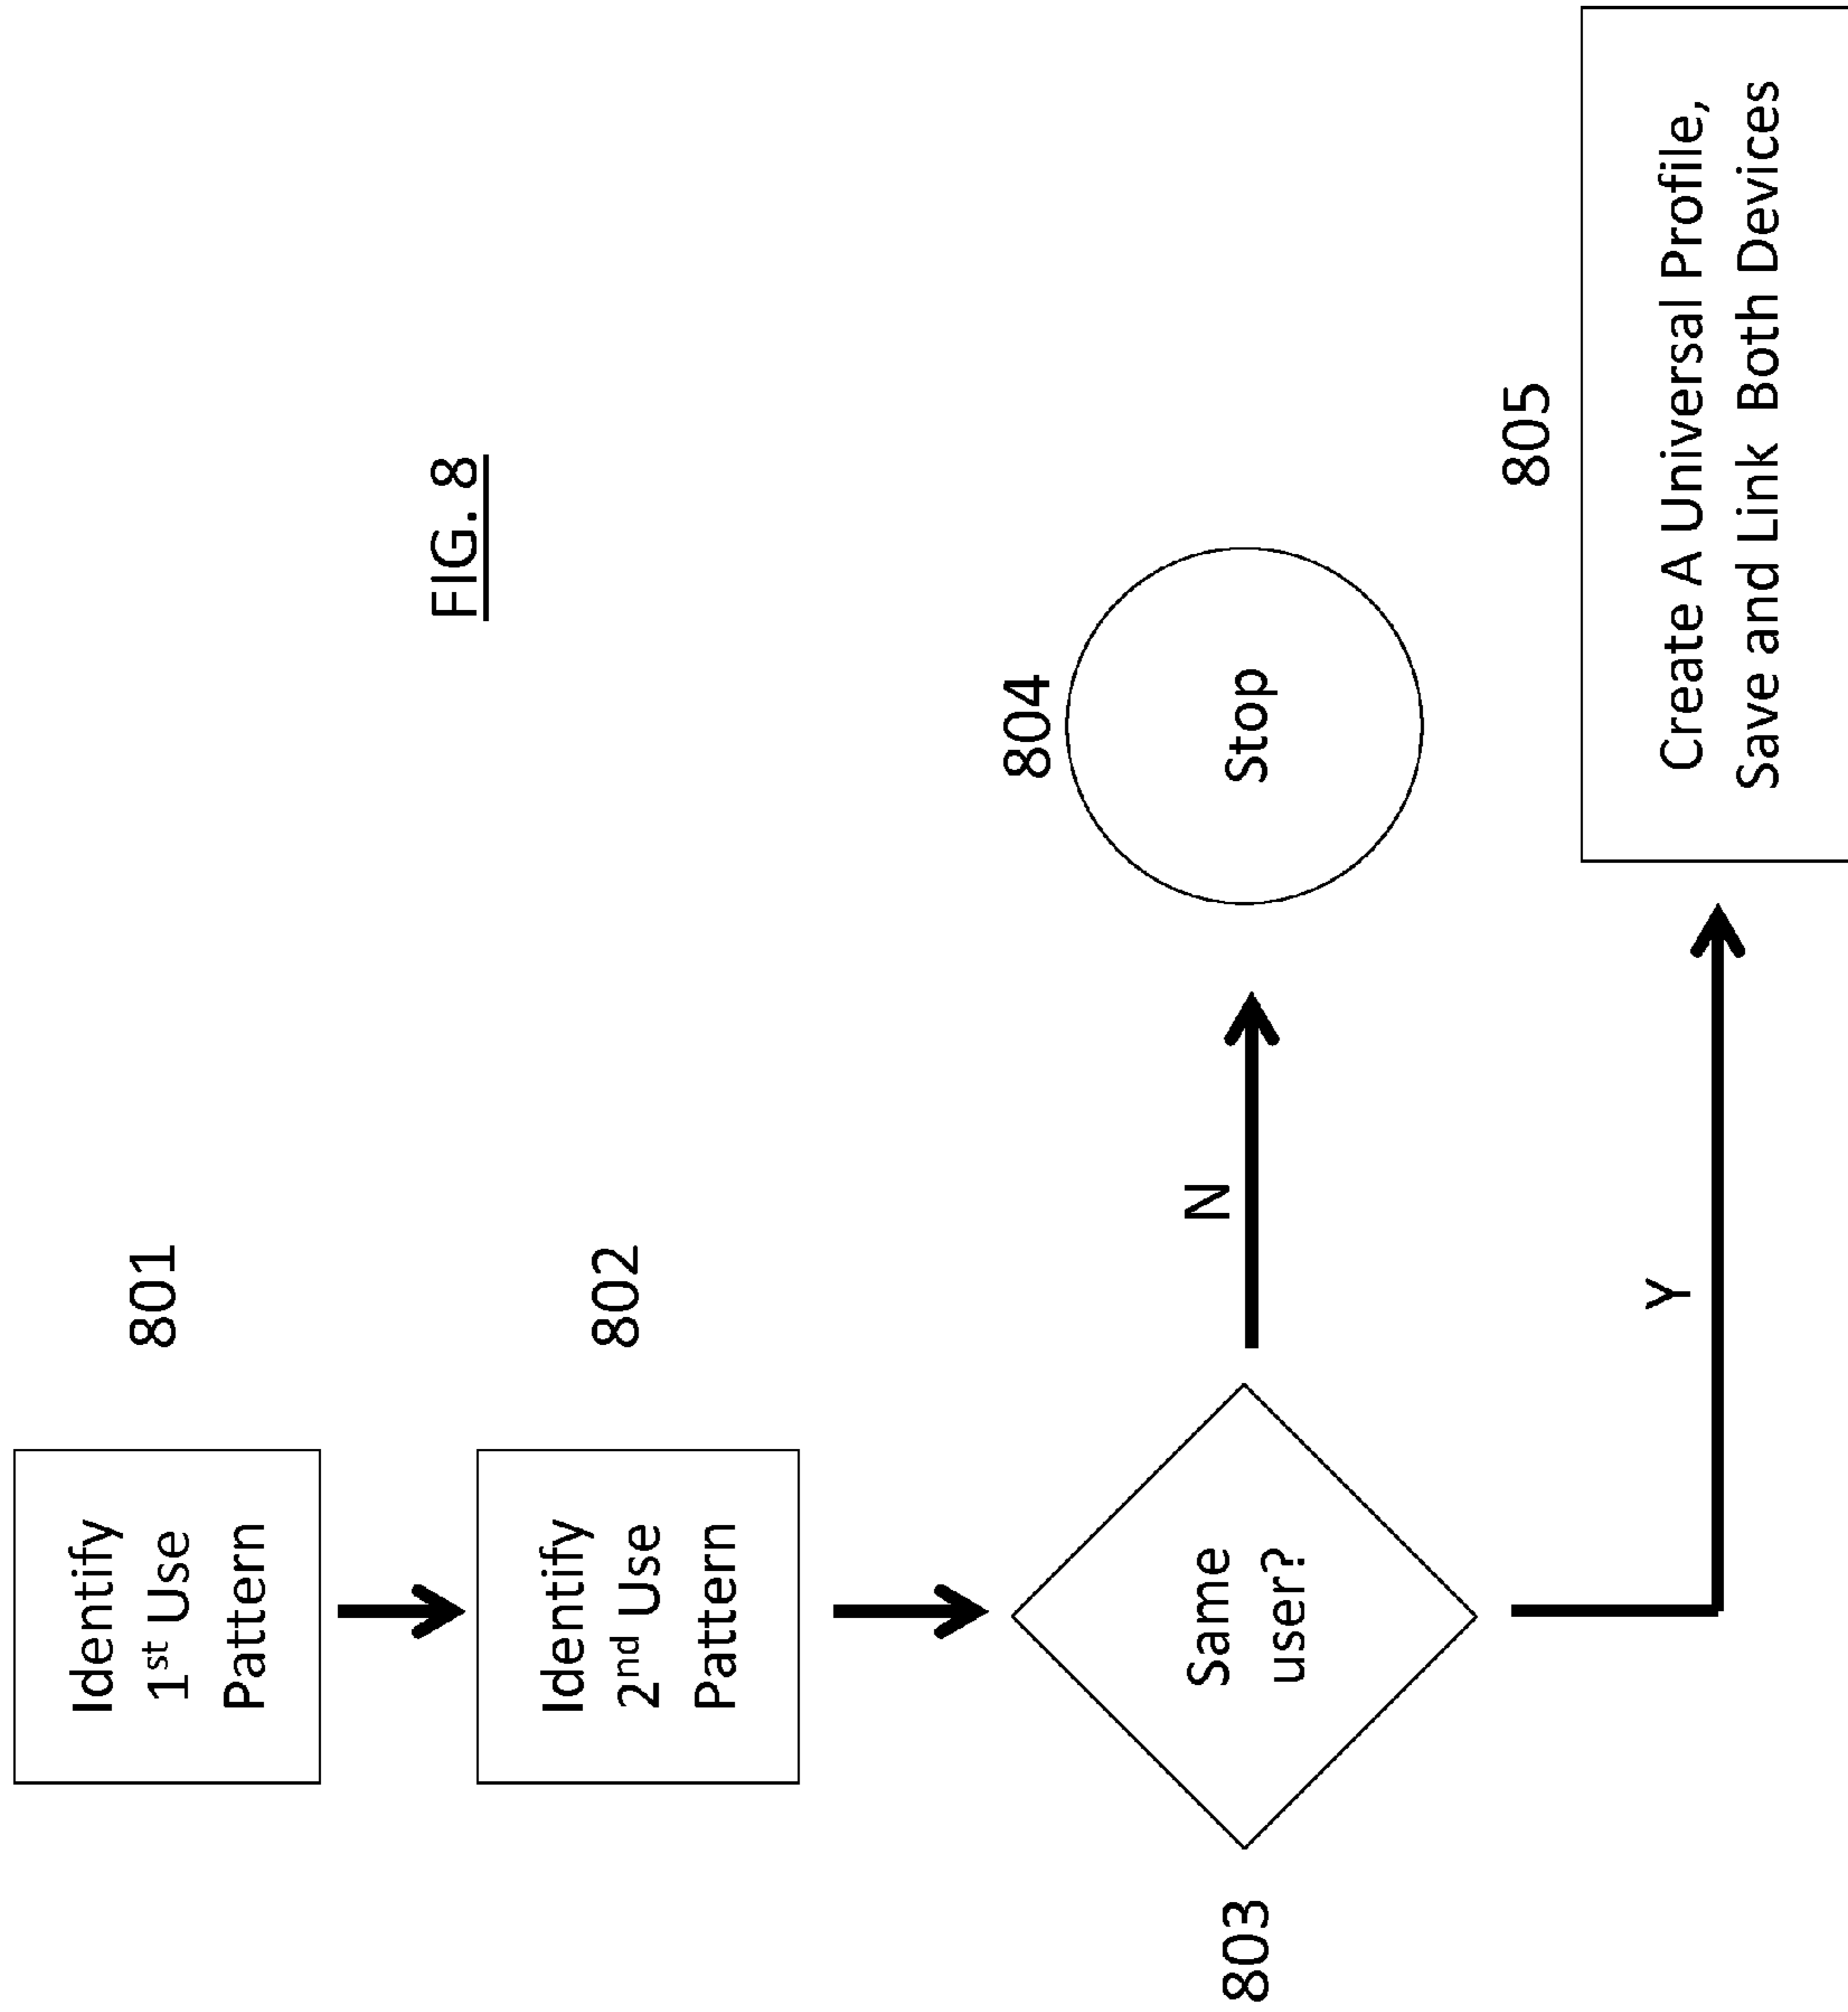 FIG. 8
801
Identify
1st Use
Pattern
802
Identify
2nd Use
Pattern
803
Same
user?
N
804
Stop
Y
805
Create A Universal Profile,
Save and Link Both Devices